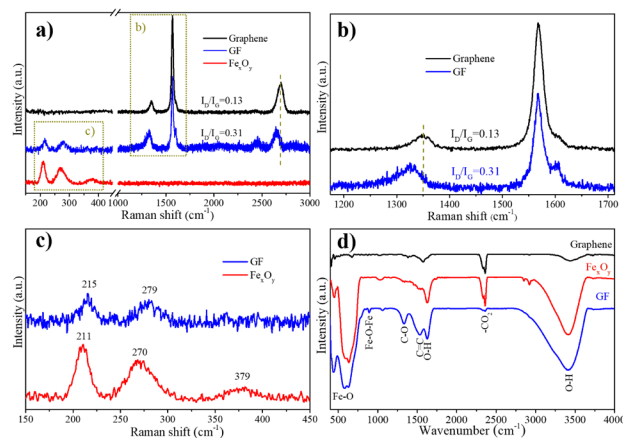 a)
b)
Graphene
GF
FexOy
ID/IG=0.13
c)
ID/IG=0.31
Intensity (a.u.)
200
300
400
1000
1500
2000
2500
3000
Raman shift (cm-1)
b)
Graphene
GF
ID/IG=0.13
ID/IG=0.31
Intensity (a.u.)
1200
1300
1400
1500
1600
1700
Raman shift (cm-1)
c)
GF
FexOy
215
279
211
270
379
Intensity (a.u.)
150
200
250
300
350
400
450
Raman shift (cm-1)
d)
Graphene
FexOy
GF
Fe-O
Fe-O-Fe
C-O
C=C
O-H
-CO2
O-H
Intensity (a.u.)
500
1000
1500
2000
2500
3000
3500
4000
Wavenumber (cm-1)